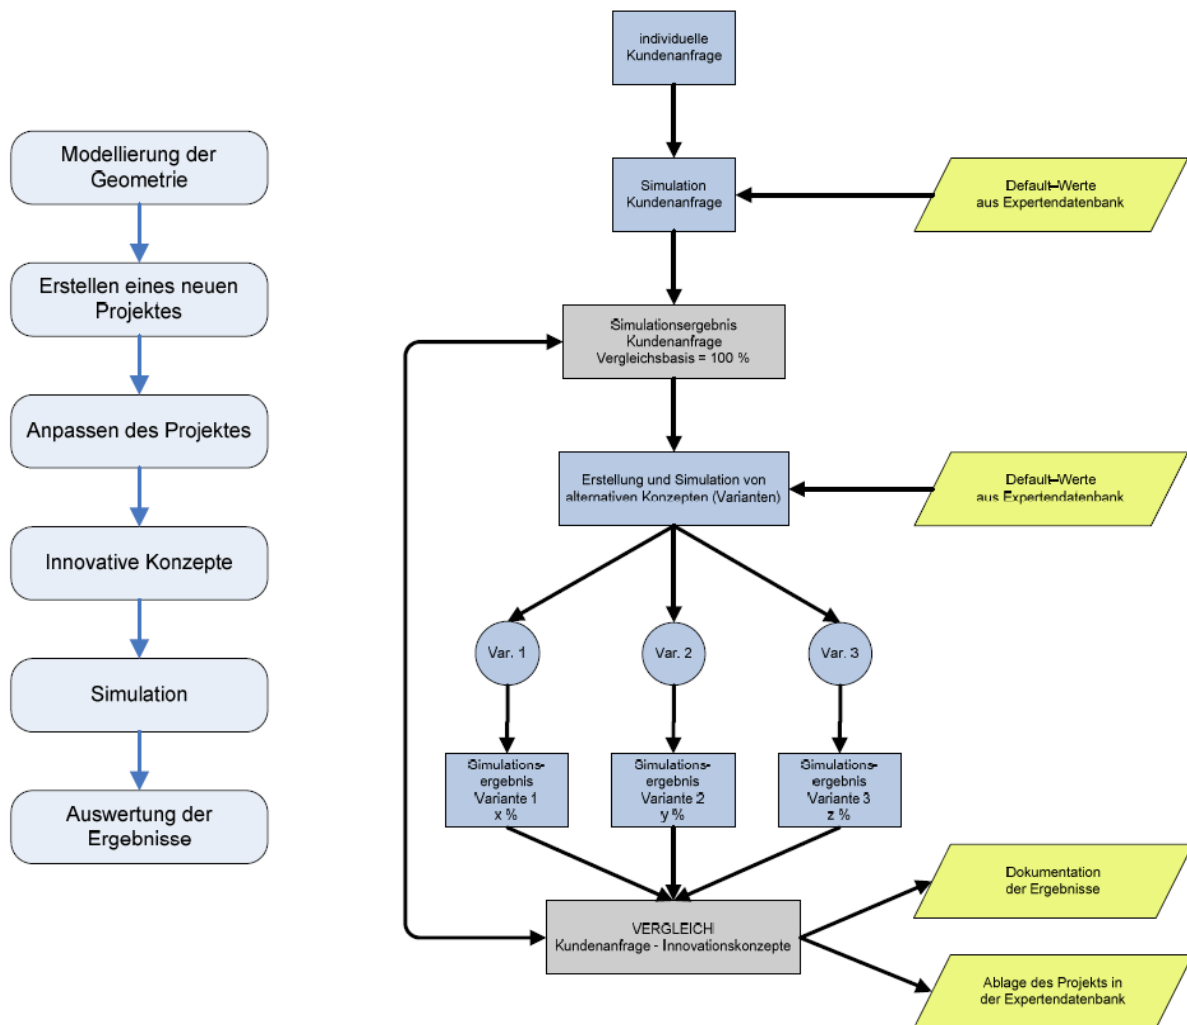 Modellierung der
Geometrie
Erstellen eines neuen
Projektes
Anpassen des Projektes
Innovative Konzepte
Simulation
Auswertung der
Ergebnisse
individuelle
Kundenanfrage
Simulation
Kundenanfrage
Default-Werte
aus Expertendatenbank
Simulationsergebnis
Kundenanfrage
Vergleichsbasis = 100 %
Erstellung und Simulation von
alternativen Konzepten (Varianten)
Default-Werte
aus Expertendatenbank
Var. 1
Var. 2
Var. 3
Simulations-
ergebnis
Variante 1
x %
Simulations-
ergebnis
Variante 2
y %
Simulations-
ergebnis
Variante 3
z %
VERGLEICH
Kundenanfrage - Innovationskonzepte
Dokumentation
der Ergebnisse
Ablage des Projekts in
der Expertendatenbank